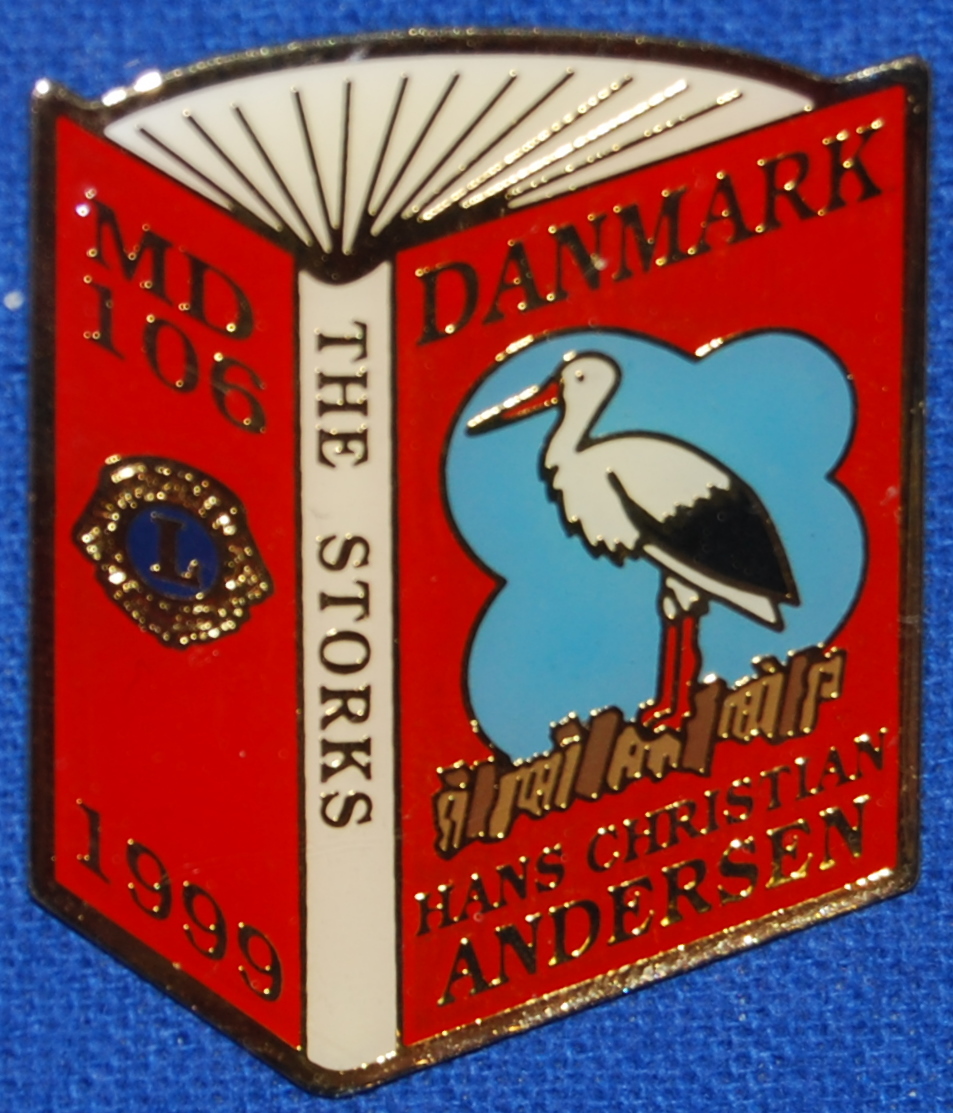 MD
106
L
1999
THE STORKS
DANMARK
HANS CHRISTIAN
ANDERSEN